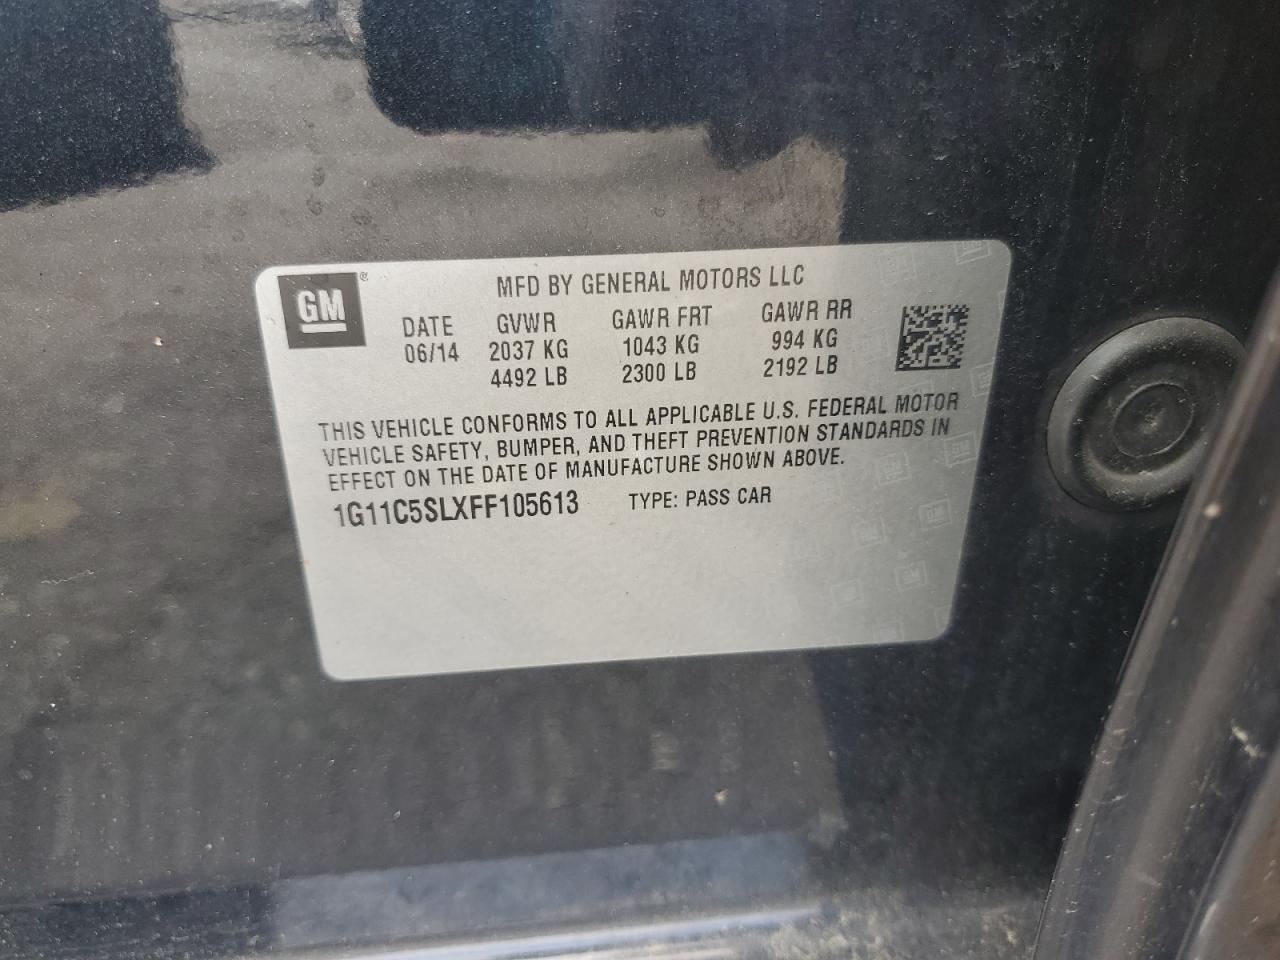 GM
MFD BY GENERAL MOTORS LLC
DATE GVWR GAWR FRT GAWR RR
06/14 2037 KG 1043 KG 994 KG
4492 LB 2300 LB 2192 LB
THIS VEHICLE CONFORMS TO ALL APPLICABLE U.S. FEDERAL MOTOR
VEHICLE SAFETY, BUMPER, AND THEFT PREVENTION STANDARDS IN
EFFECT ON THE DATE OF MANUFACTURE SHOWN ABOVE.
1G11C5SLXFF105613 TYPE: PASS CAR